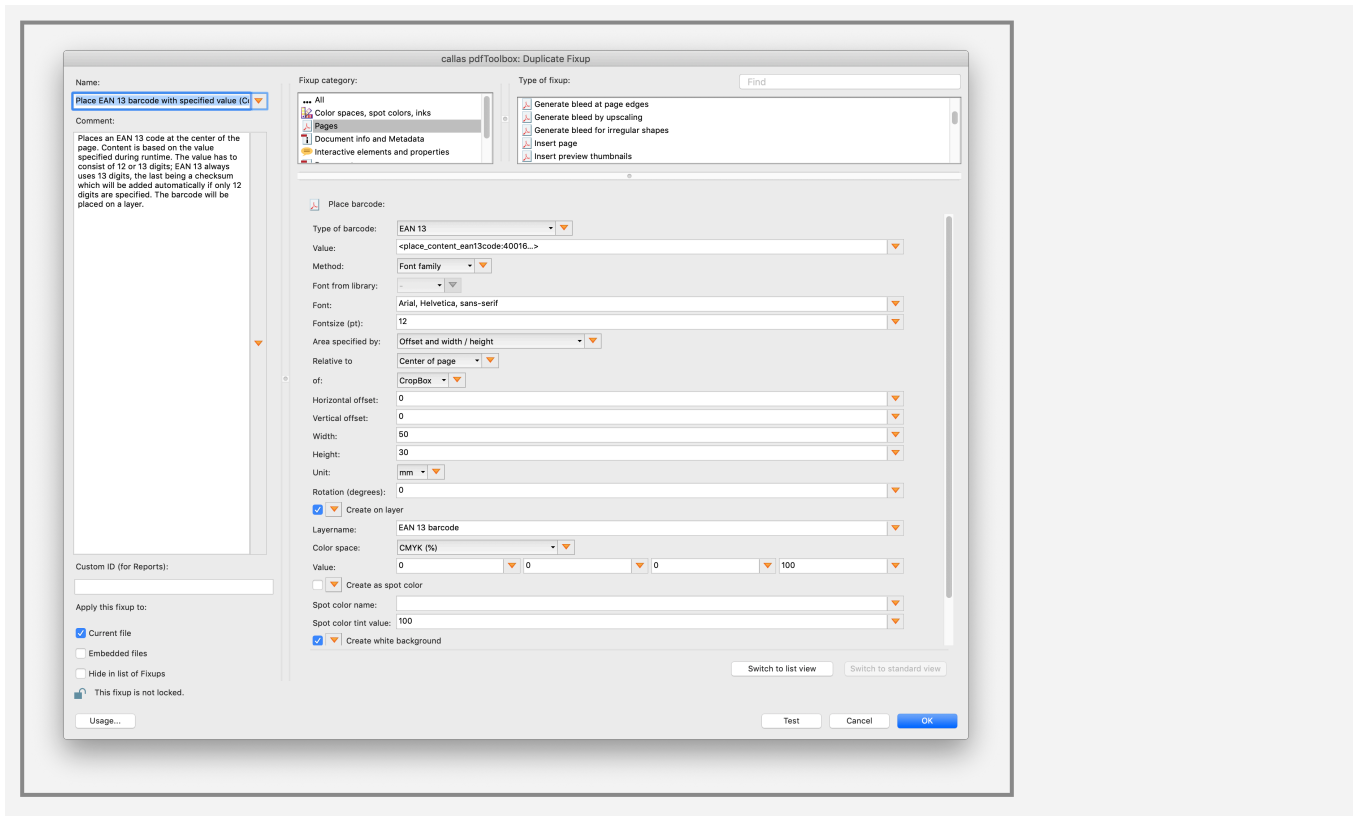 callas pdfToolbox: Duplicate Fixup
Name:
Place EAN 13 barcode with specified value (C
Comment:
Places an EAN 13 code at the center of the
page. Content is based on the value
specified during runtime. The value has to
consist of 12 or 13 digits; EAN 13 always
uses 13 digits, the last being a checksum
which will be added automatically if only 12
digits are specified. The barcode will be
placed on a layer.
Custom ID (for Reports):
Apply this fixup to:
Current file
Embedded files
Hide in list of Fixups
This fixup is not locked.
Usage...
Fixup category:
All
Color spaces, spot colors, inks
Pages
Document info and Metadata
Interactive elements and properties
Type of fixup:
Find
Generate bleed at page edges
Generate bleed by upscaling
Generate bleed for irregular shapes
Insert page
Insert preview thumbnails
Place barcode:
Type of barcode: EAN 13
Value: <place_content_ean13code:40016...>
Method: Font family
Font from library: -
Font: Arial, Helvetica, sans-serif
Fontsize (pt): 12
Area specified by: Offset and width / height
Relative to Center of page
of: CropBox
Horizontal offset: 0
Vertical offset: 0
Width: 50
Height: 30
Unit: mm
Rotation (degrees): 0
Create on layer
Layername: EAN 13 barcode
Color space: CMYK (%)
Value: 0 0 0 100
Create as spot color
Spot color name:
Spot color tint value: 100
Create white background
Switch to list view Switch to standard view
Test Cancel OK